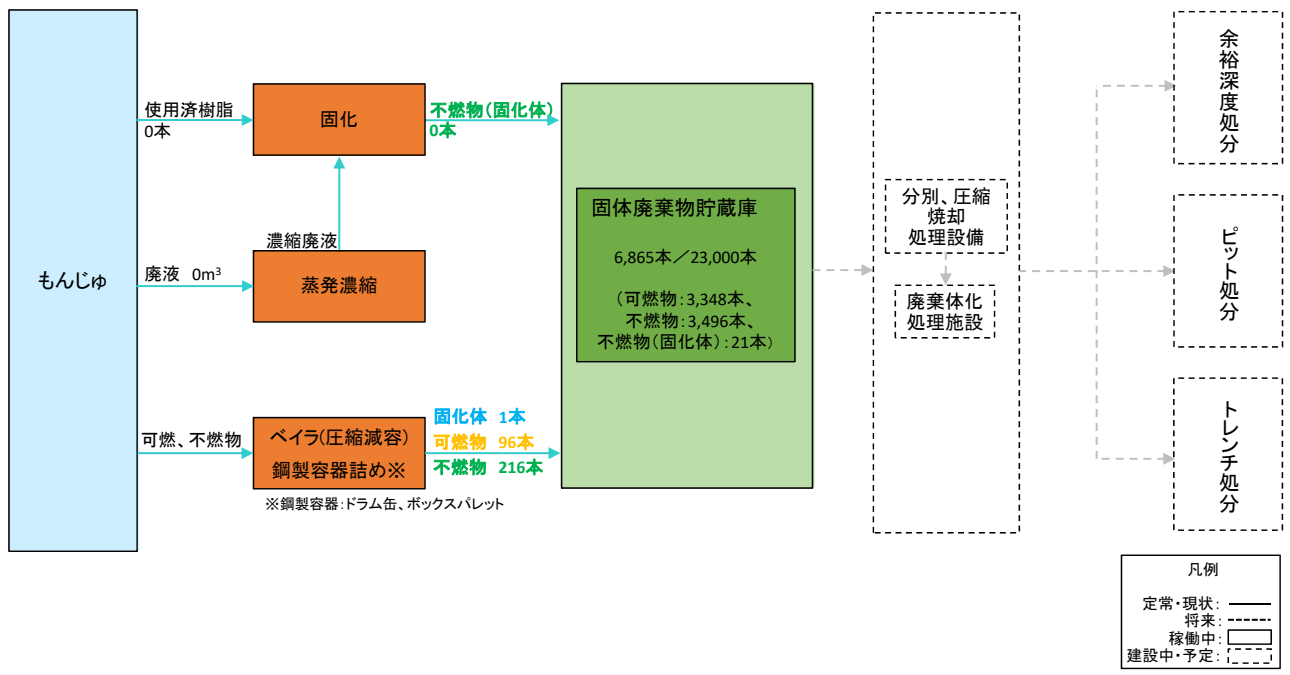 もんじゅ
使用済樹脂
0本
固化
不燃物(固化体)
0本
濃縮廃液
廃液 0m³
蒸発濃縮
可燃、不燃物
ベイラ(圧縮減容)
鋼製容器詰め※
※鋼製容器:ドラム缶、ボックスパレット
固化体 1本
可燃物 96本
不燃物 216本
固体廃棄物貯蔵庫
6,865本/23,000本
(可燃物:3,348本、
不燃物:3,496本、
不燃物(固化体):21本)
分別、圧縮
焼却
処理設備
廃棄体化
処理施設
余裕深度処分
ピット処分
トレンチ処分
凡例
定常・現状:
将来:
稼働中:
建設中・予定: